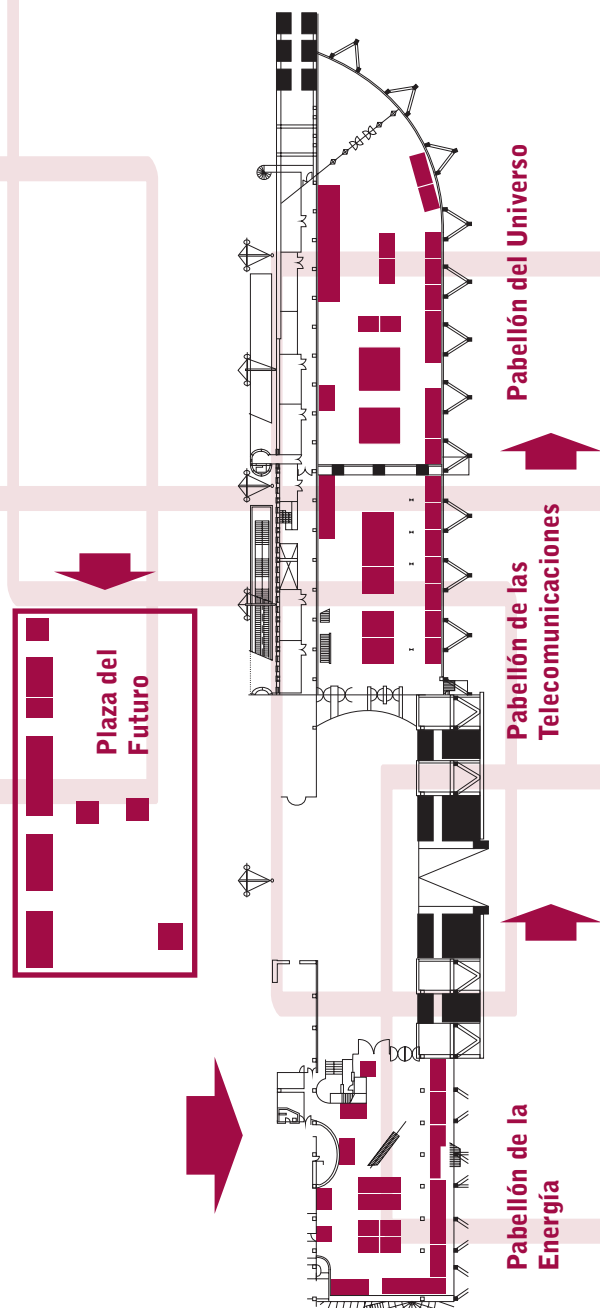 Pabellón del Universo
Plaza del
Futuro
Pabellón de las
Telecomunicaciones
Pabellón de la
Energía